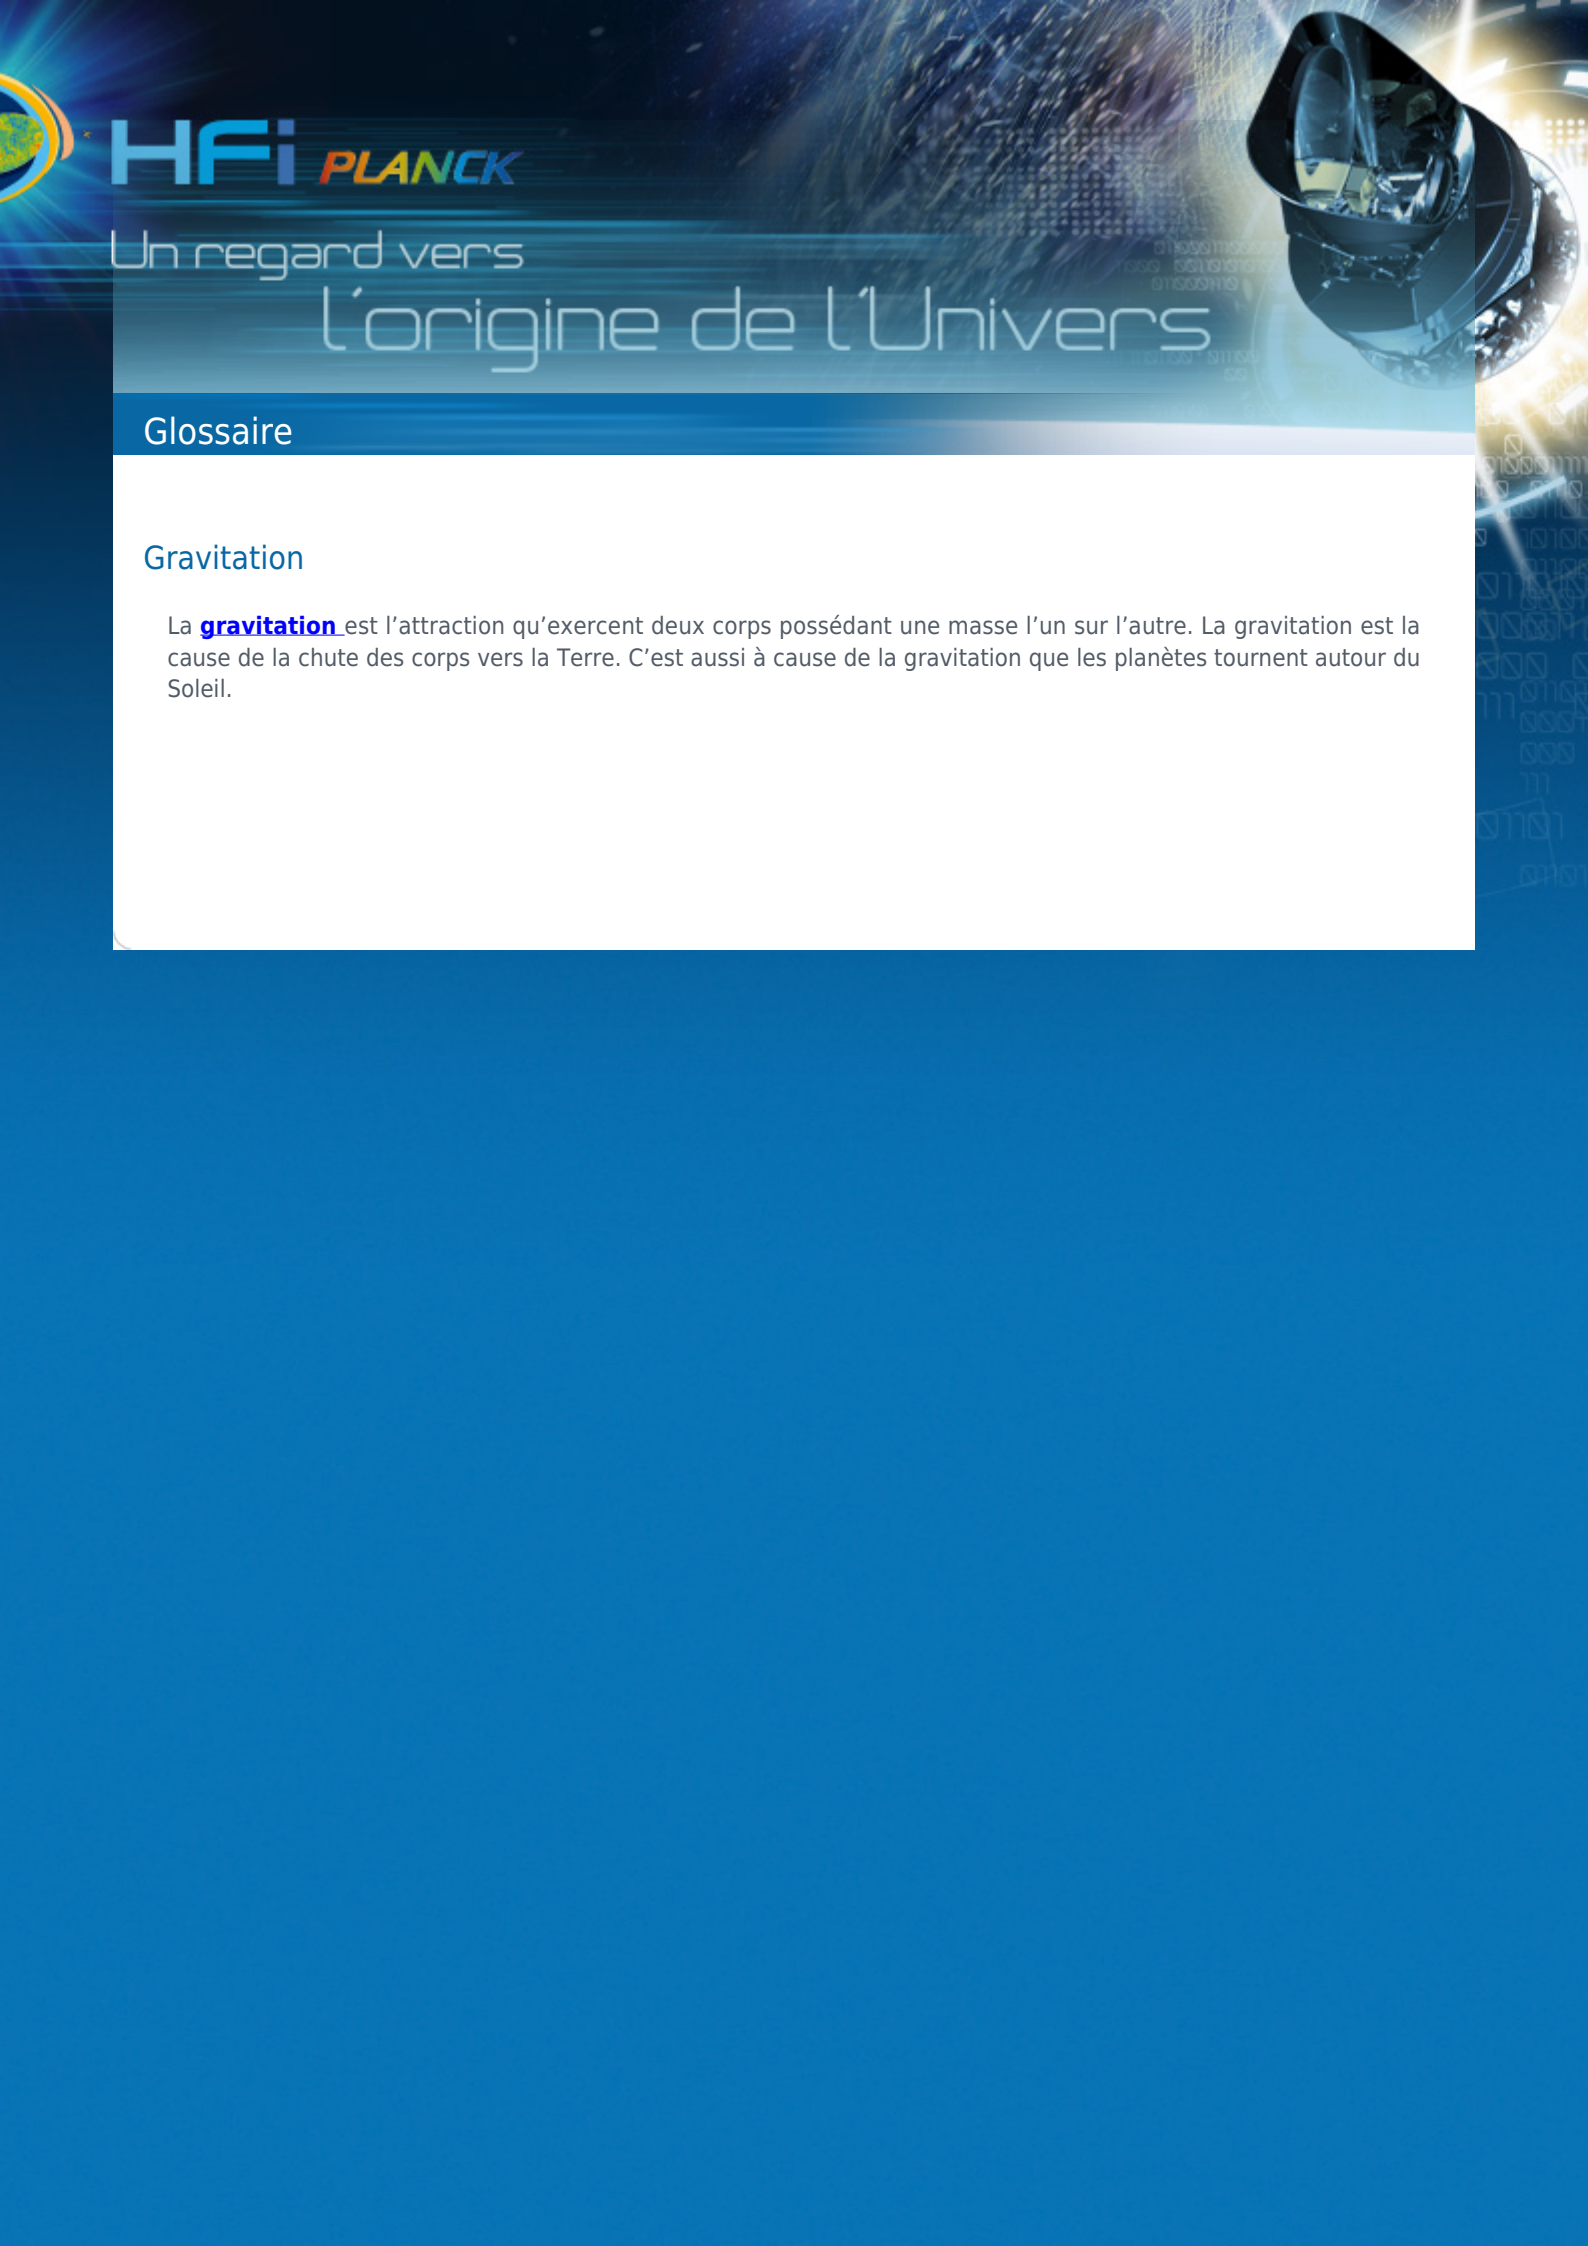 HFi PLANCK
Un regard vers
l'origine de l'Univers
Glossaire
Gravitation
La gravitation est l’attraction qu’exercent deux corps possédant une masse l’un sur l’autre. La gravitation est la
cause de la chute des corps vers la Terre. C’est aussi à cause de la gravitation que les planètes tournent autour du
Soleil.